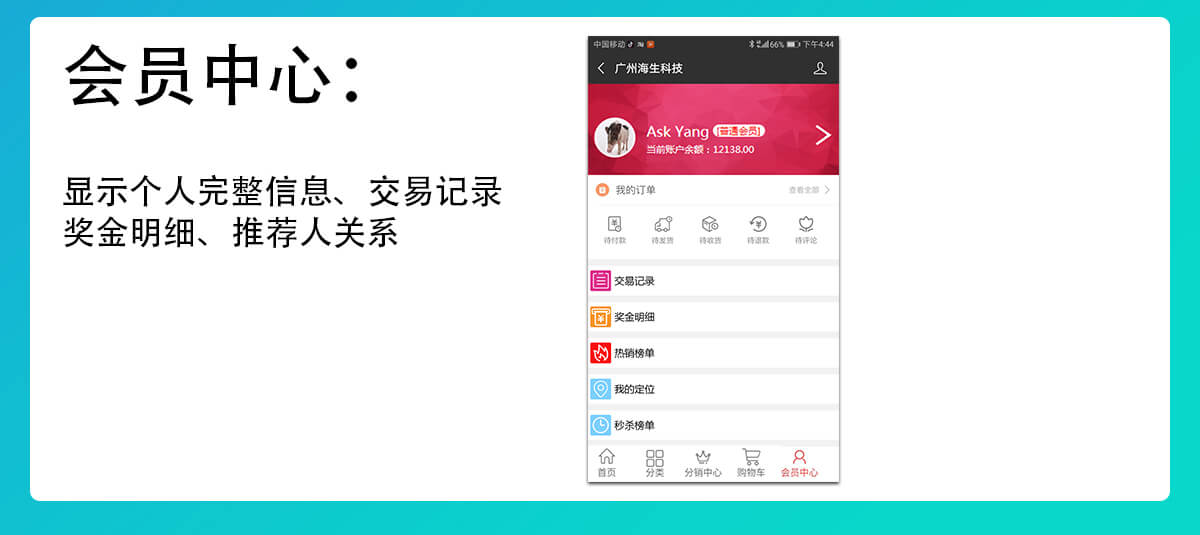 会员中心：
显示个人完整信息、交易记录
奖金明细、推荐人关系
中国移动 66% 下午4:44
广州海生科技
Ask Yang [普通会员]
当前账户余额：12138.00
我的订单 查看全部
待付款 待发货 待收货 待退款 待评论
交易记录
奖金明细
热销榜单
我的定位
秒杀榜单
首页 分类 分销中心 购物车 会员中心